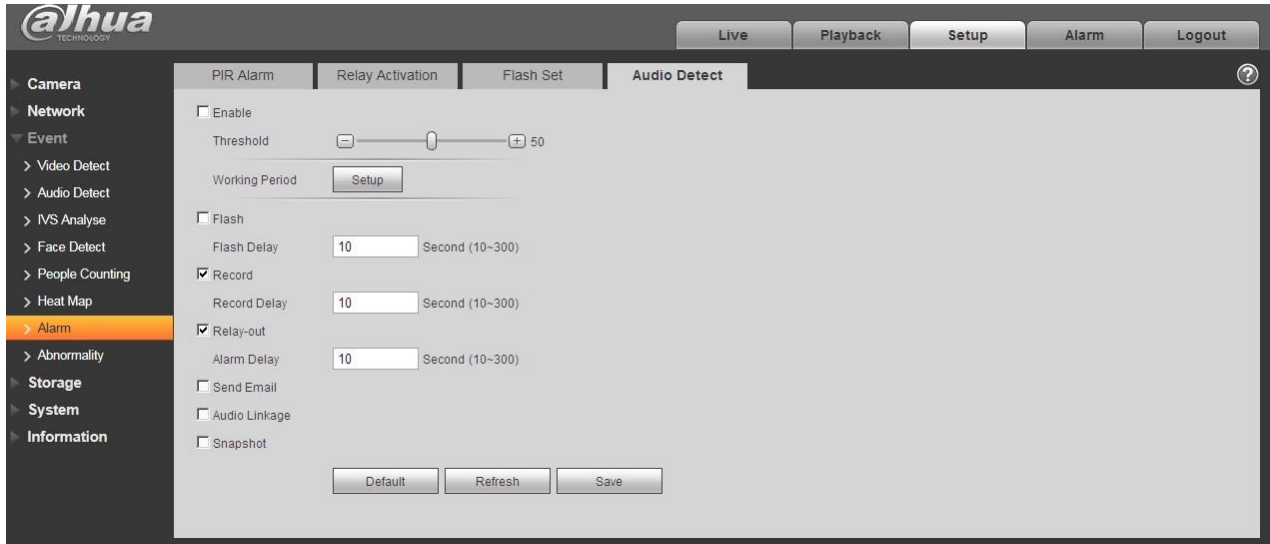 alhua
TECHNOLOGY
Live
Playback
Setup
Alarm
Logout
Camera
Network
Event
Video Detect
Audio Detect
IVS Analyse
Face Detect
People Counting
Heat Map
Alarm
Abnormality
Storage
System
Information
PIR Alarm
Relay Activation
Flash Set
Audio Detect
?
Enable
Threshold - + 50
Working Period Setup
Flash
Flash Delay 10 Second (10~300)
Record
Record Delay 10 Second (10~300)
Relay-out
Alarm Delay 10 Second (10~300)
Send Email
Audio Linkage
Snapshot
Default Refresh Save